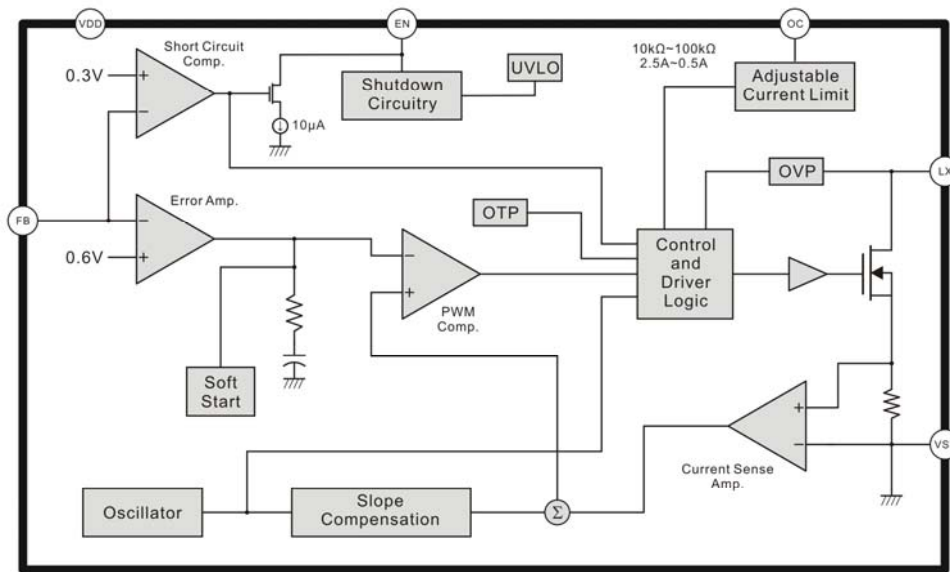 VDD
EN
OC
Short Circuit
Comp.
0.3V
+
−
10μA
Shutdown
Circuitry
UVLO
10kΩ~100kΩ
2.5A~0.5A
Adjustable
Current Limit
OVP
LX
FB
Error Amp.
−
+
0.6V
OTP
Control
and
Driver
Logic
−
+
PWM
Comp.
Soft
Start
+
−
Current Sense
Amp.
VS
Oscillator
Slope
Compensation
Σ